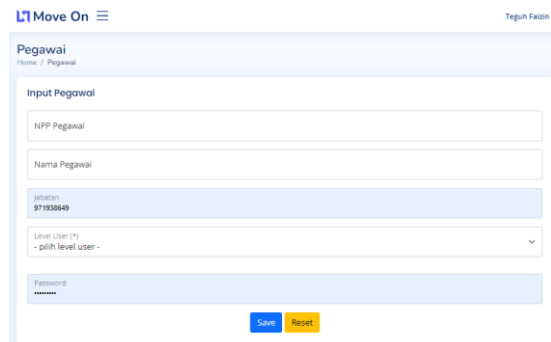 Move On
Teguh Faizin
Pegawai
Home / Pegawai
Input Pegawai
NPP Pegawai
Nama Pegawai
Jabatan
971938649
Level User (*)
- pilih level user -
Password
•••••••••
Save Reset